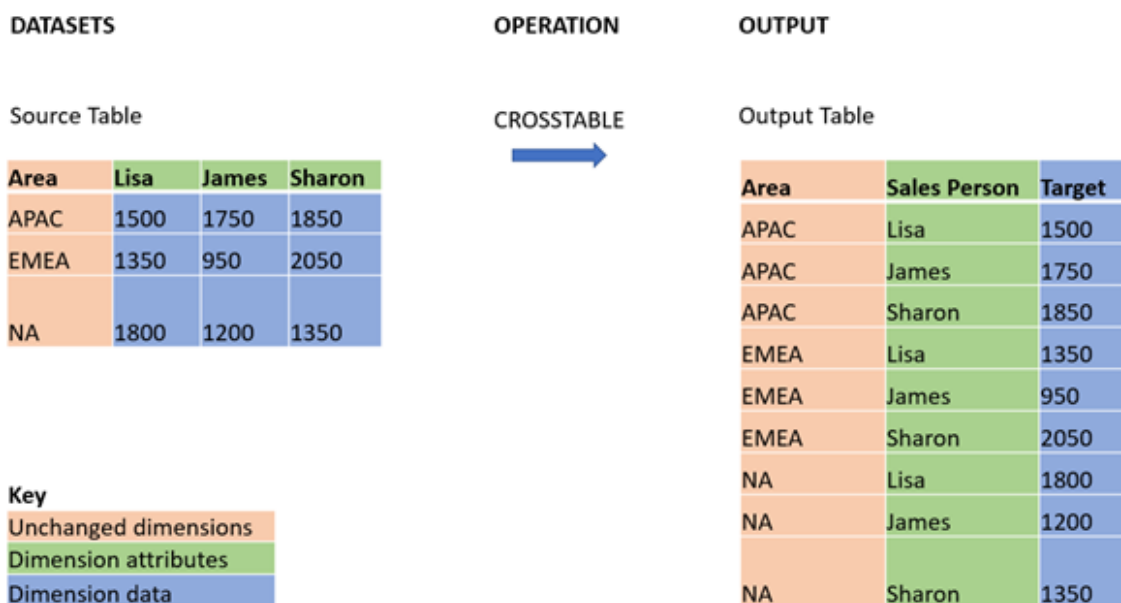 DATASETS
OPERATION
OUTPUT
Source Table
CROSSTABLE
Output Table
Area Lisa James Sharon
APAC 1500 1750 1850
EMEA 1350 950 2050
NA 1800 1200 1350
Key
Unchanged dimensions
Dimension attributes
Dimension data
Area Sales Person Target
APAC Lisa 1500
APAC James 1750
APAC Sharon 1850
EMEA Lisa 1350
EMEA James 950
EMEA Sharon 2050
NA Lisa 1800
NA James 1200
NA Sharon 1350